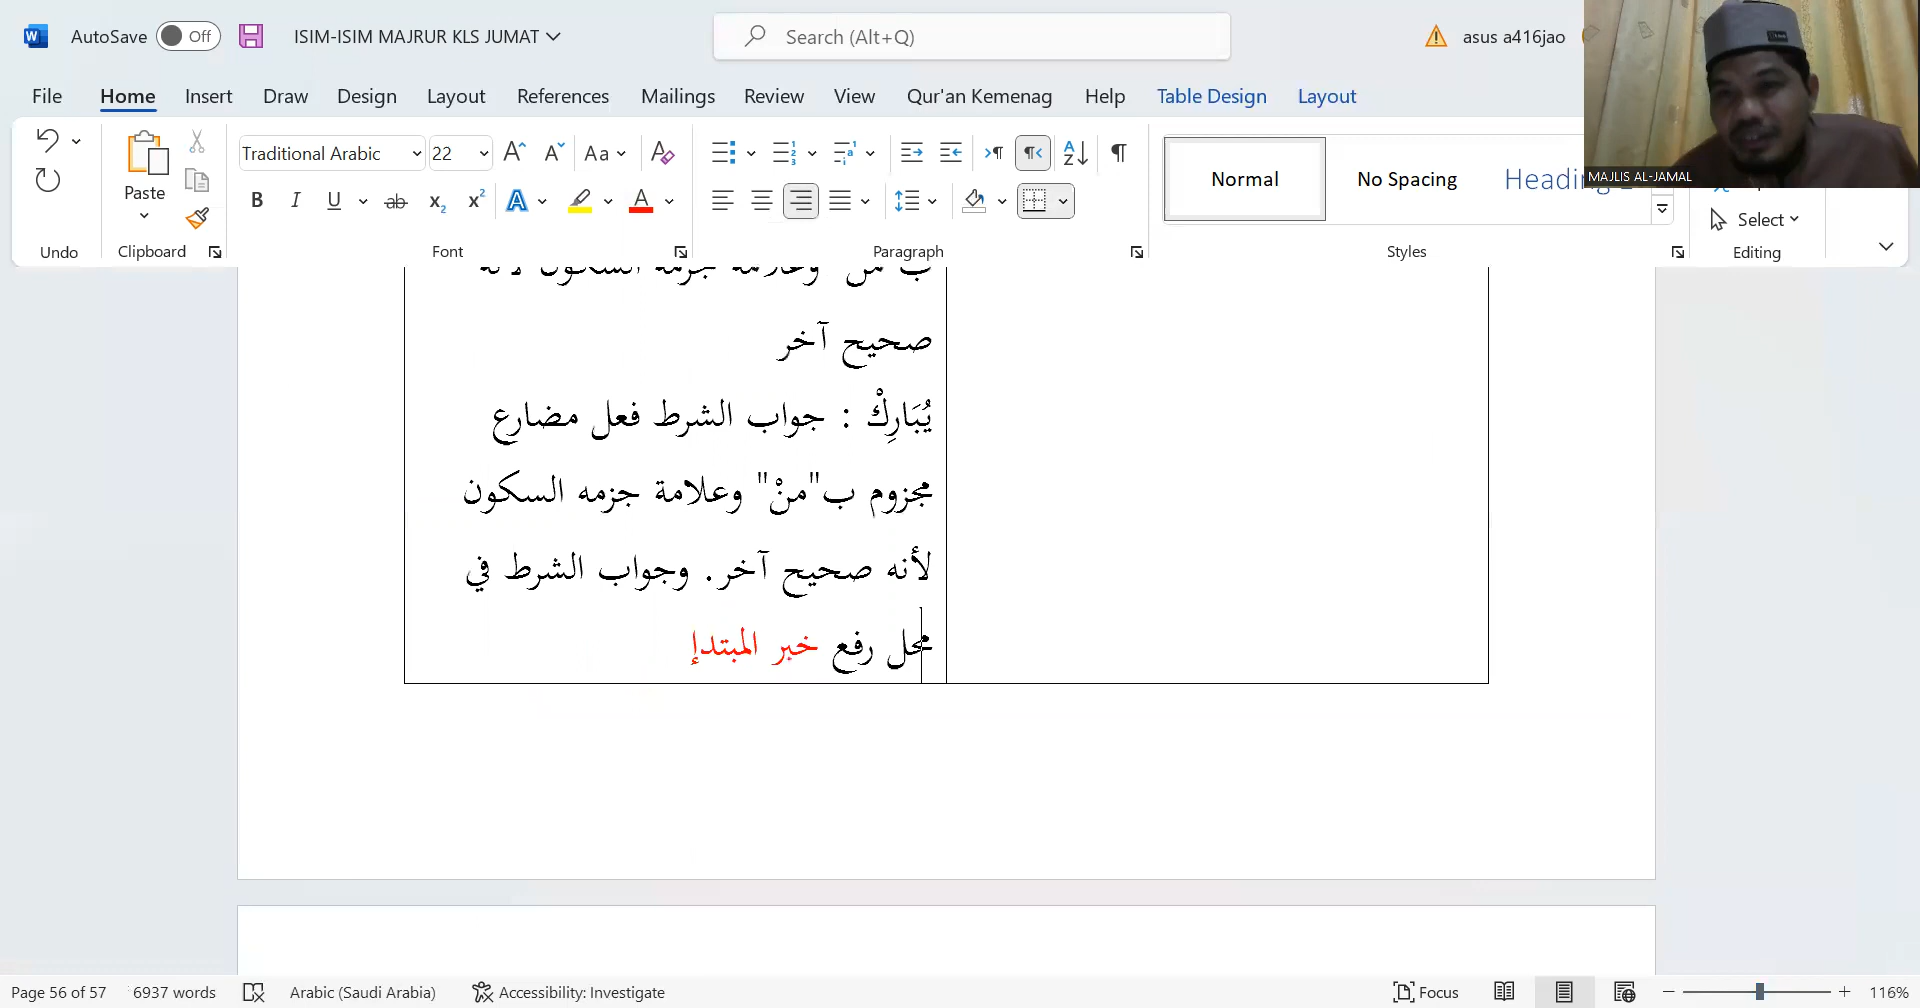 AutoSave Off ISIM-ISIM MAJRUR KLS JUMAT Search (Alt+Q) asus a416jao
File Home Insert Draw Design Layout References Mailings Review View Qur'an Kemenag Help Table Design Layout
MAJLIS AL-JAMAL
Traditional Arabic 22 Aa
Paste
Normal No Spacing Heading
Select
Undo Clipboard Font Paragraph Styles Editing
صحيح آخر
يُبَارِكْ : جواب الشرط فعل مضارع
مجزوم ب"منْ" وعلامة جزمه السكون
لأنه صحيح آخر. وجواب الشرط في
محل رفع خبر المبتدإ
Page 56 of 57 6937 words Arabic (Saudi Arabia) Accessibility: Investigate Focus 116%